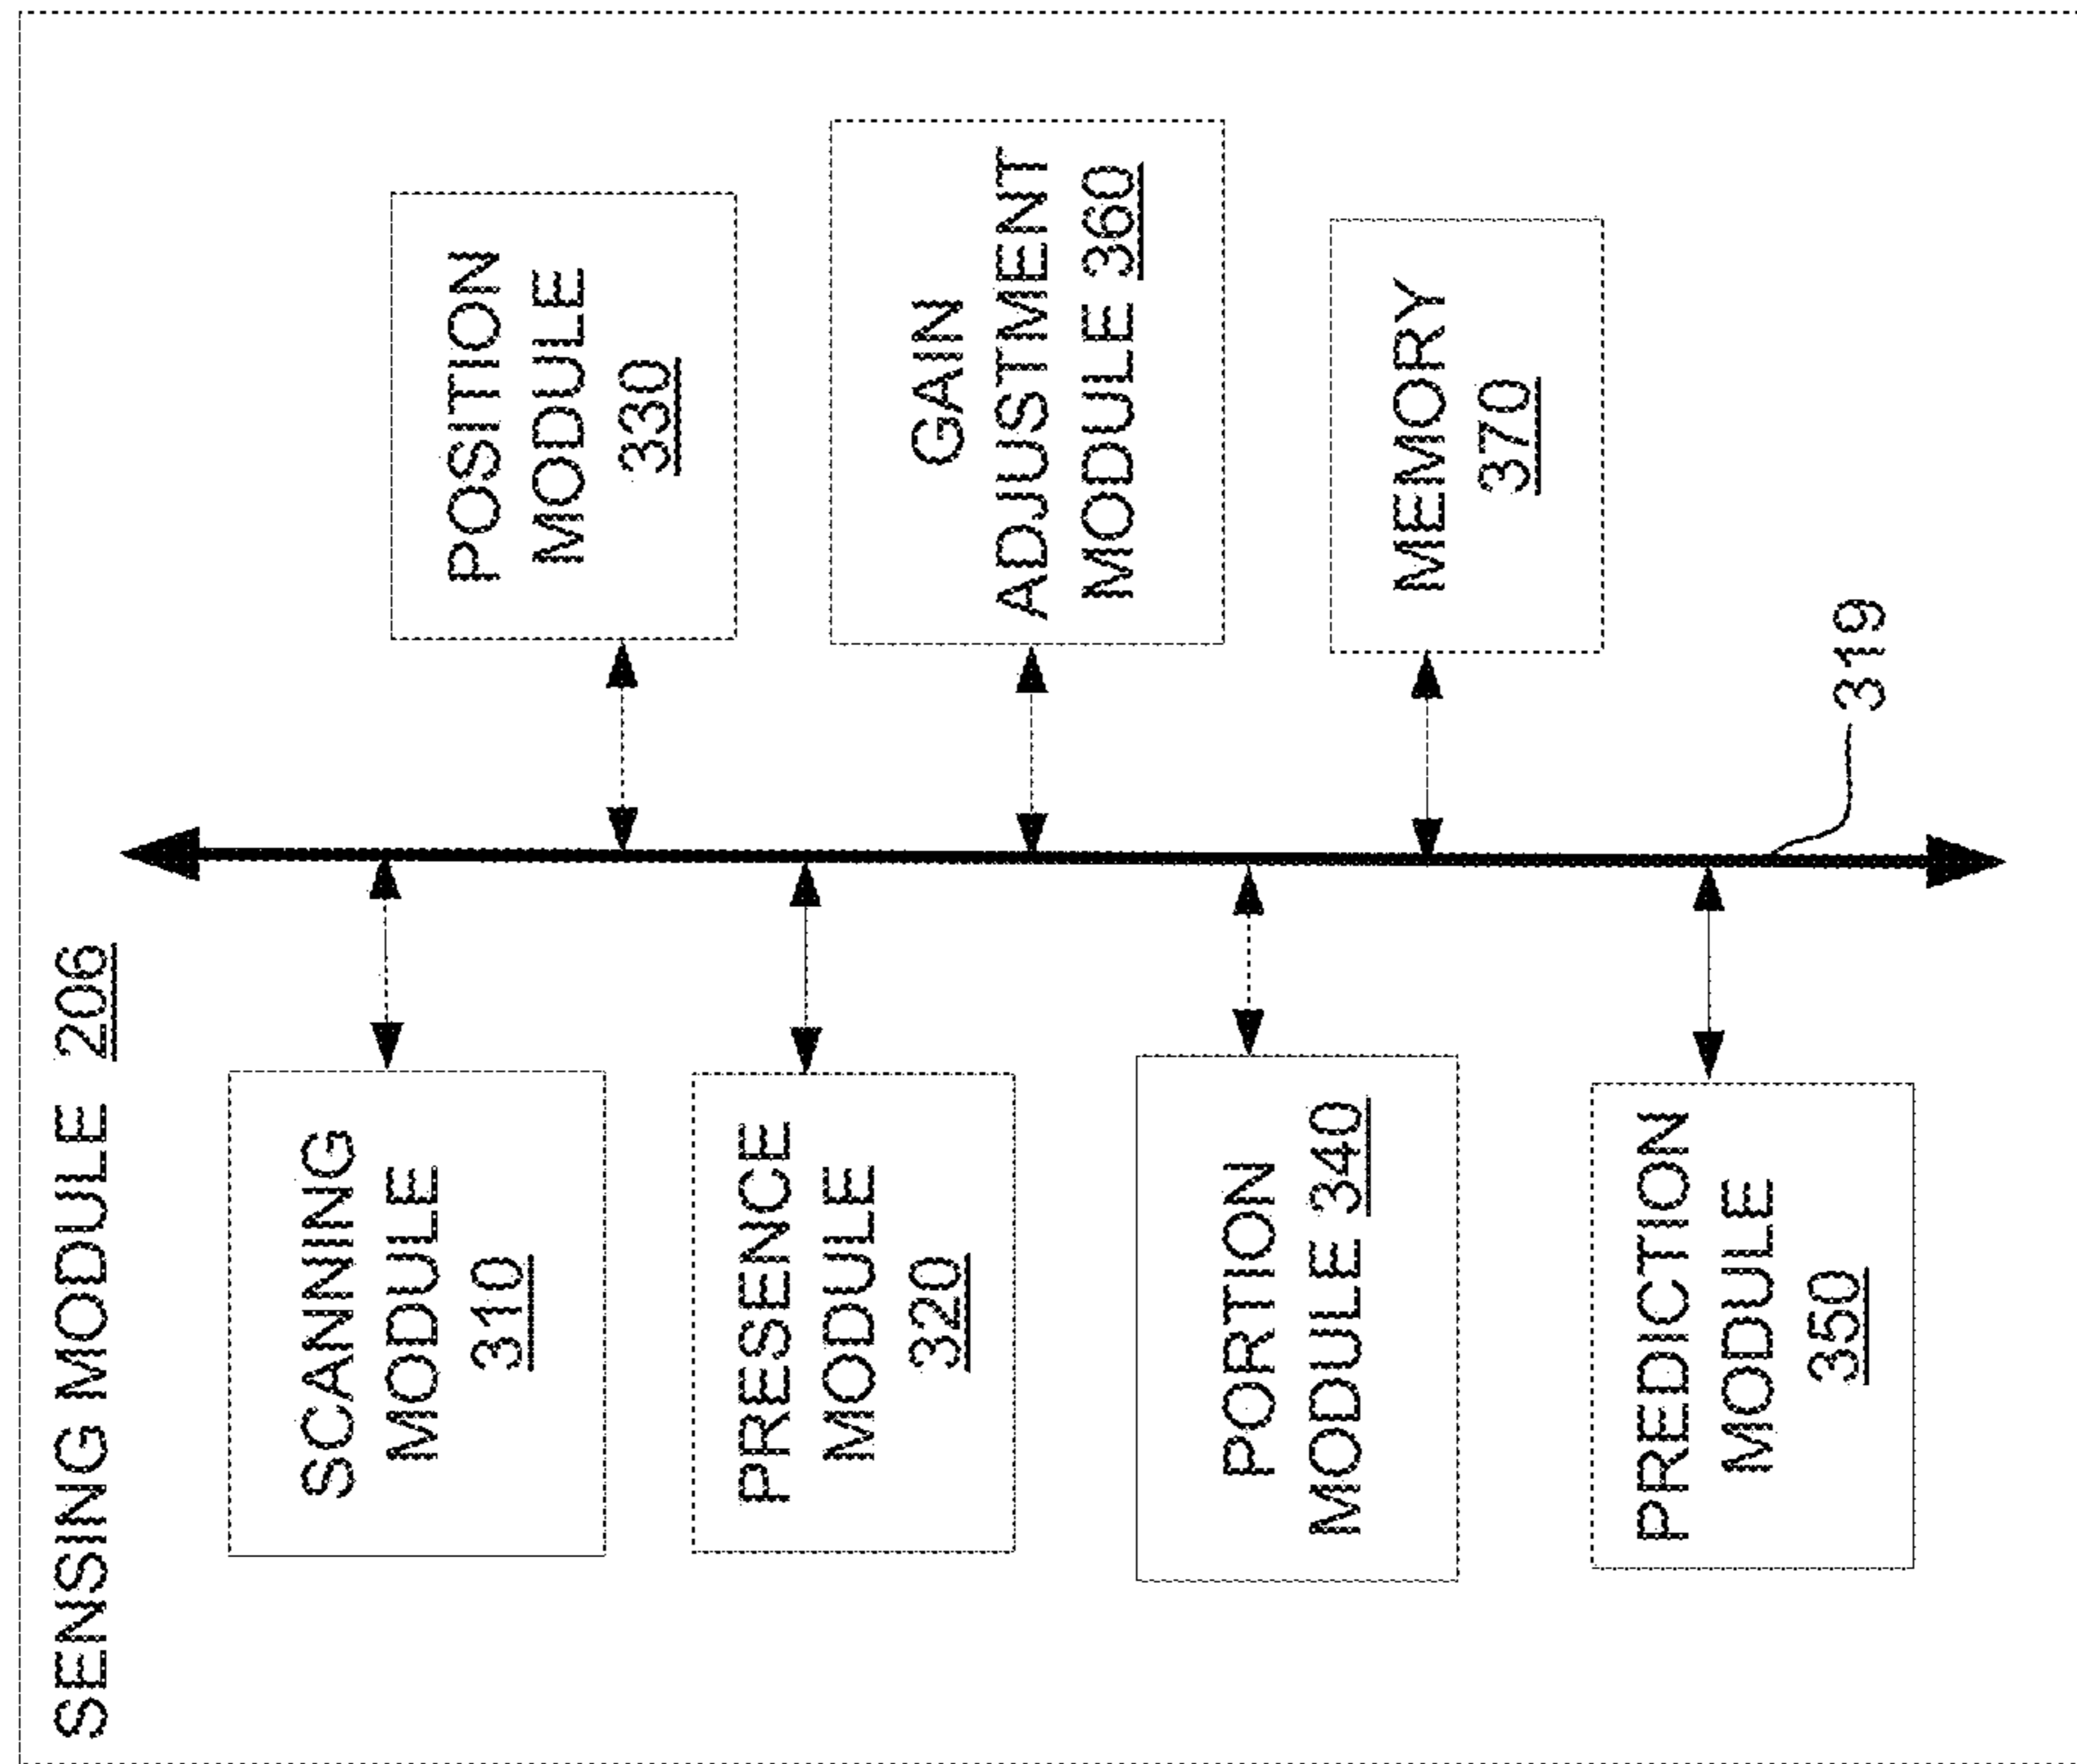 SENSING MODULE 206
SCANNING
MODULE
310
POSITION
MODULE
330
PRESENCE
MODULE
320
GAIN
ADJUSTMENT
MODULE 360
PORTION
MODULE 340
MEMORY
370
PREDICTION
MODULE
350
319